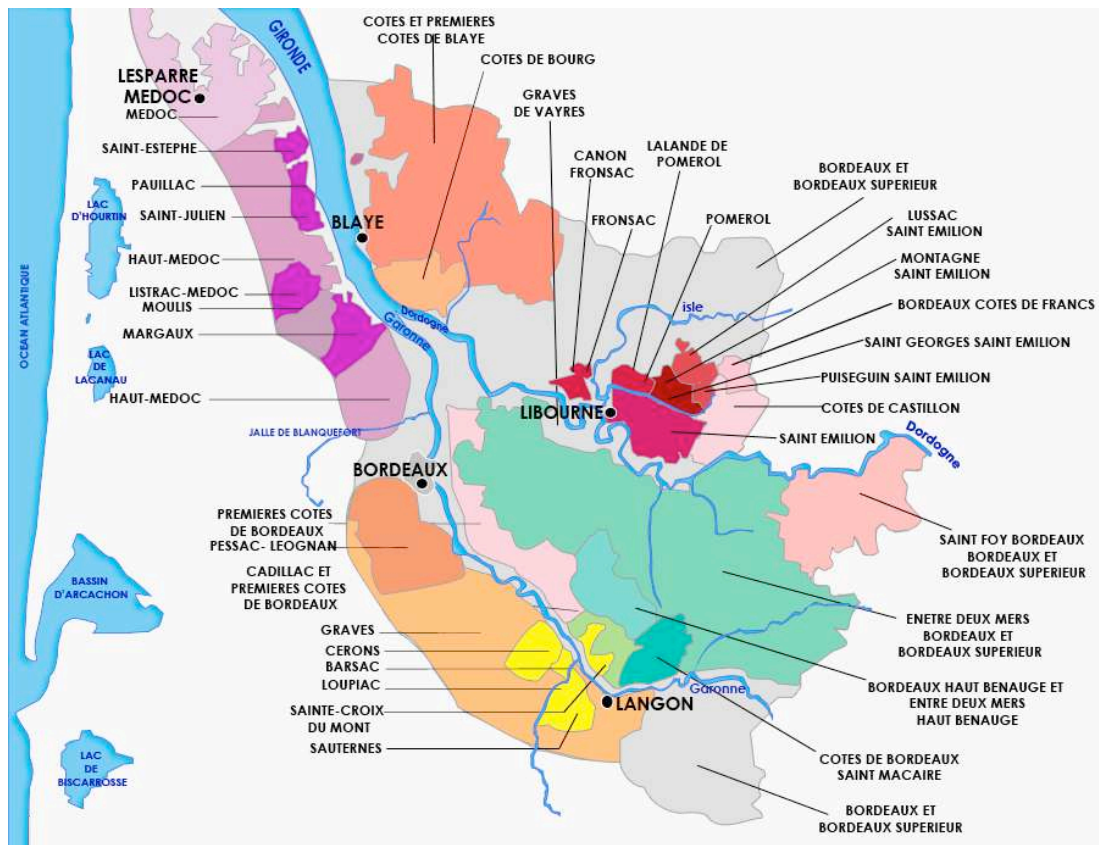 COTES ET PREMIERES
COTES DE BLAYE
GIRONDE
COTES DE BOURG
LESPARRE
MEDOC
MEDOC
GRAVES
DE VAYRES
SAINT-ESTEPHE
CANON
FRONSAC
LALANDE DE
POMEROL
BORDEAUX ET
BORDEAUX SUPERIEUR
PAUILLAC
LAC
D'HOURTIN
SAINT-JULIEN
BLAYE
FRONSAC
POMEROL
LUSSAC
SAINT EMILION
HAUT-MEDOC
MONTAGNE
SAINT EMILION
LISTRAC-MEDOC
MOULIS
isle
BORDEAUX COTES DE FRANCS
MARGAUX
Dordogne
Garonne
SAINT GEORGES SAINT EMILION
OCEAN ATLANTIQUE
LAC
DE
LACANAU
PUISEGUIN SAINT EMILION
HAUT-MEDOC
LIBOURNE
COTES DE CASTILLON
JALLE DE BLANQUEFORT
SAINT EMILION
Dordogne
BORDEAUX
PREMIERES COTES
DE BORDEAUX
PESSAC- LEOGNAN
SAINT FOY BORDEAUX
BORDEAUX ET
BORDEAUX SUPERIEUR
CADILLAC ET
PREMIERES COTES
DE BORDEAUX
BASSIN
D'ARCACHON
ENETRE DEUX MERS
BORDEAUX ET
BORDEAUX SUPERIEUR
GRAVES
CERONS
BARSAC
LOUPIAC
Garonne
BORDEAUX HAUT BENAUGE ET
ENTRE DEUX MERS
HAUT BENAUGE
SAINTE-CROIX
DU MONT
LANGON
SAUTERNES
LAC
DE
BISCARROSSE
COTES DE BORDEAUX
SAINT MACAIRE
BORDEAUX ET
BORDEAUX SUPERIEUR